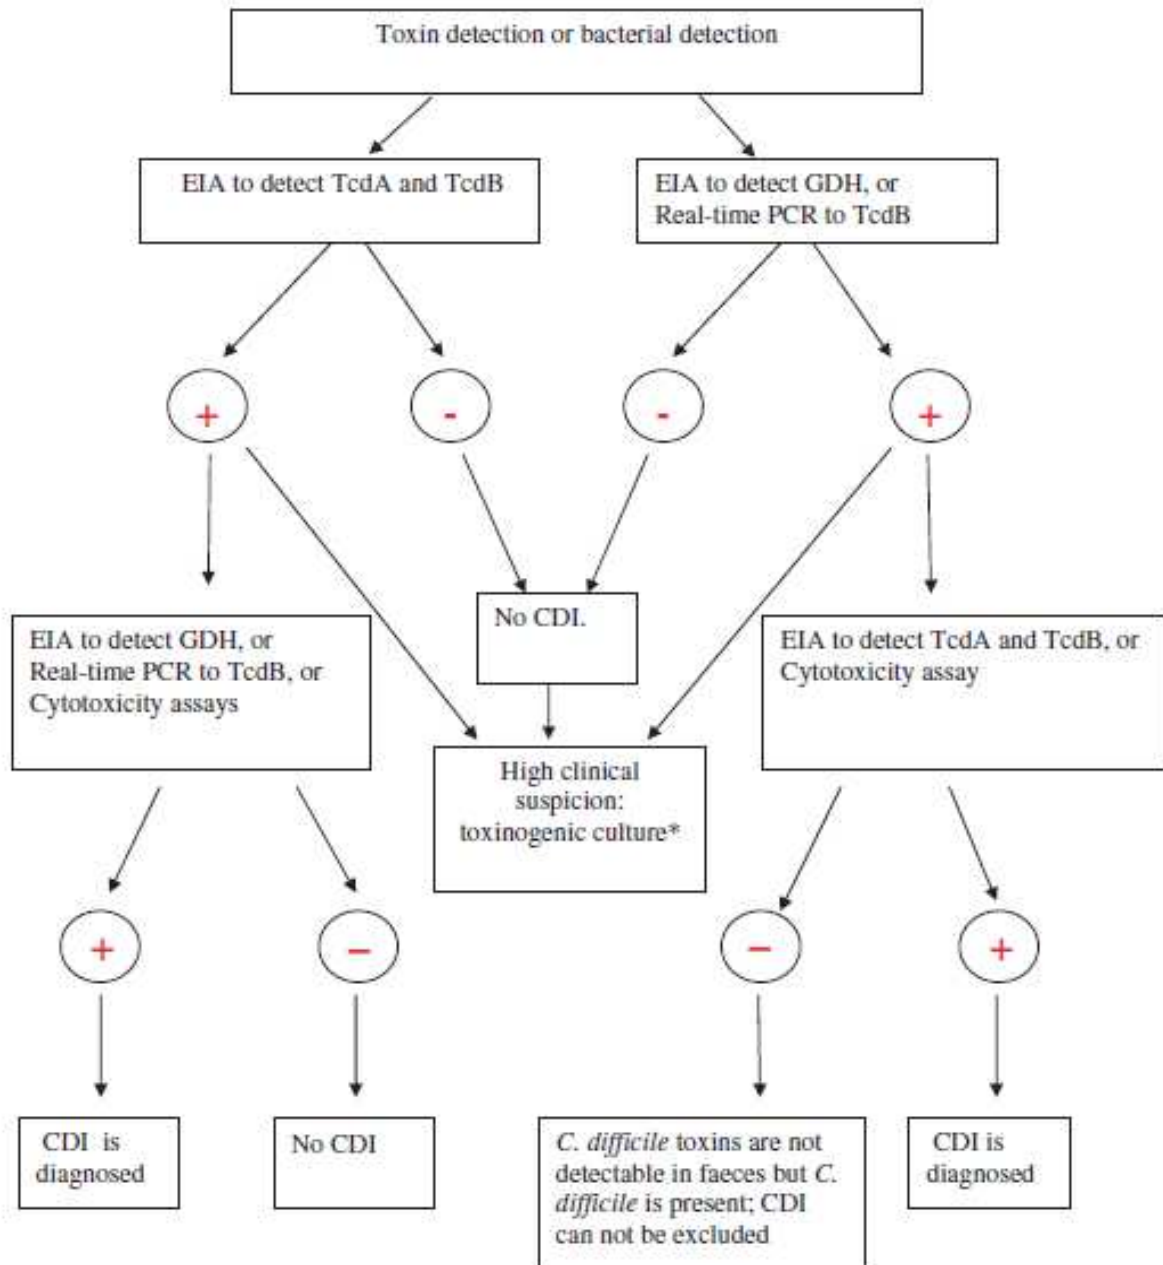 Toxin detection or bacterial detection
EIA to detect TcdA and TcdB
EIA to detect GDH, or
Real-time PCR to TcdB
+
-
-
+
No CDI.
EIA to detect GDH, or
Real-time PCR to TcdB, or
Cytotoxicity assays
EIA to detect TcdA and TcdB, or
Cytotoxicity assay
High clinical
suspicion:
toxinogenic culture*
+
−
−
+
CDI is
diagnosed
No CDI
C. difficile toxins are not
detectable in faeces but C.
difficile is present; CDI
can not be excluded
CDI is
diagnosed